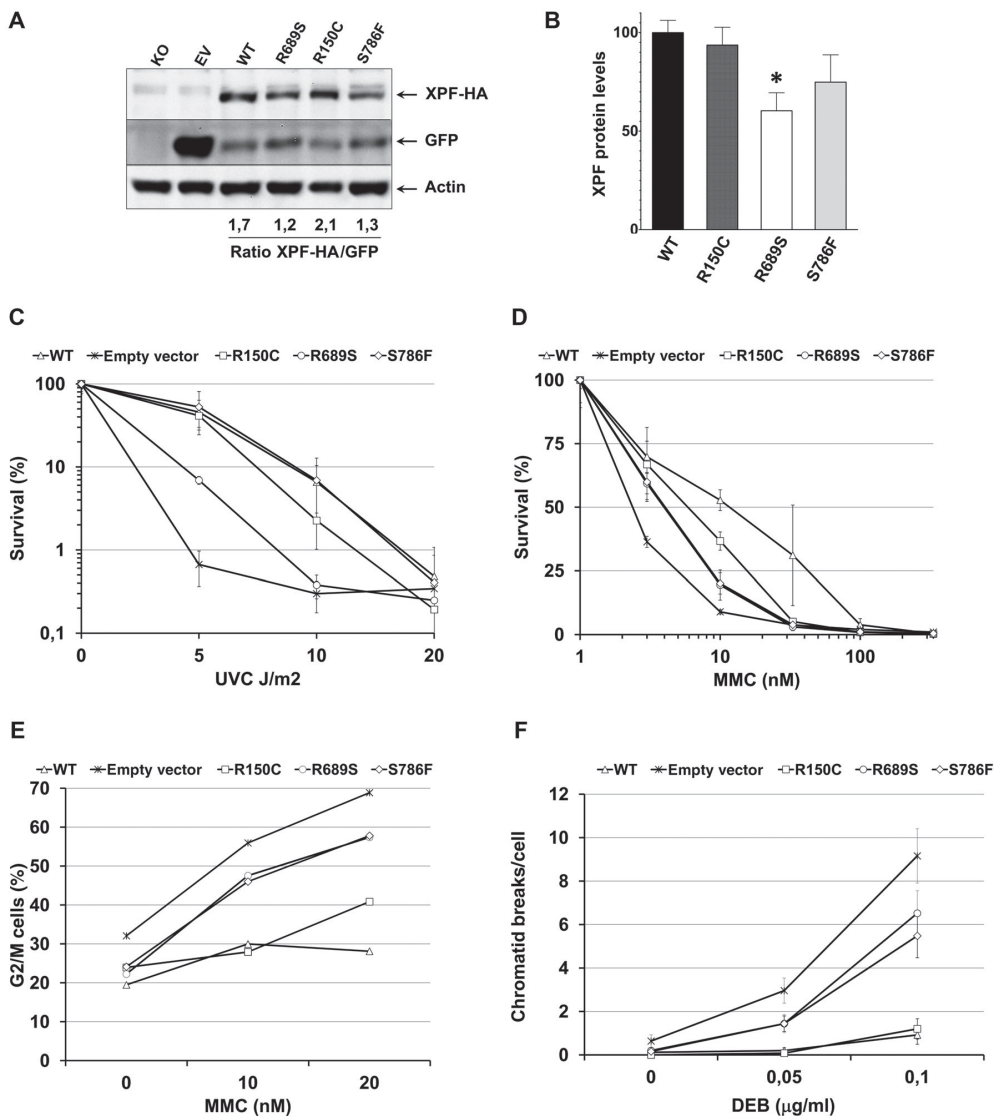 A
KO EV WT R689S R150C S786F
XPF-HA
GFP
Actin
1,7 1,2 2,1 1,3
Ratio XPF-HA/GFP
B
XPF protein levels
100
50
0
WT R150C R689S S786F
*
C
WT Empty vector R150C R689S S786F
Survival (%)
100
10
1
0,1
0 5 10 20
UVC J/m2
D
WT Empty vector R150C R689S S786F
Survival (%)
100
75
50
25
0
1 10 100
MMC (nM)
E
WT Empty vector R150C R689S S786F
G2/M cells (%)
70
60
50
40
30
20
10
0
0 10 20
MMC (nM)
F
WT Empty vector R150C R689S S786F
Chromatid breaks/cell
12
10
8
6
4
2
0
0 0,05 0,1
DEB (μg/ml)